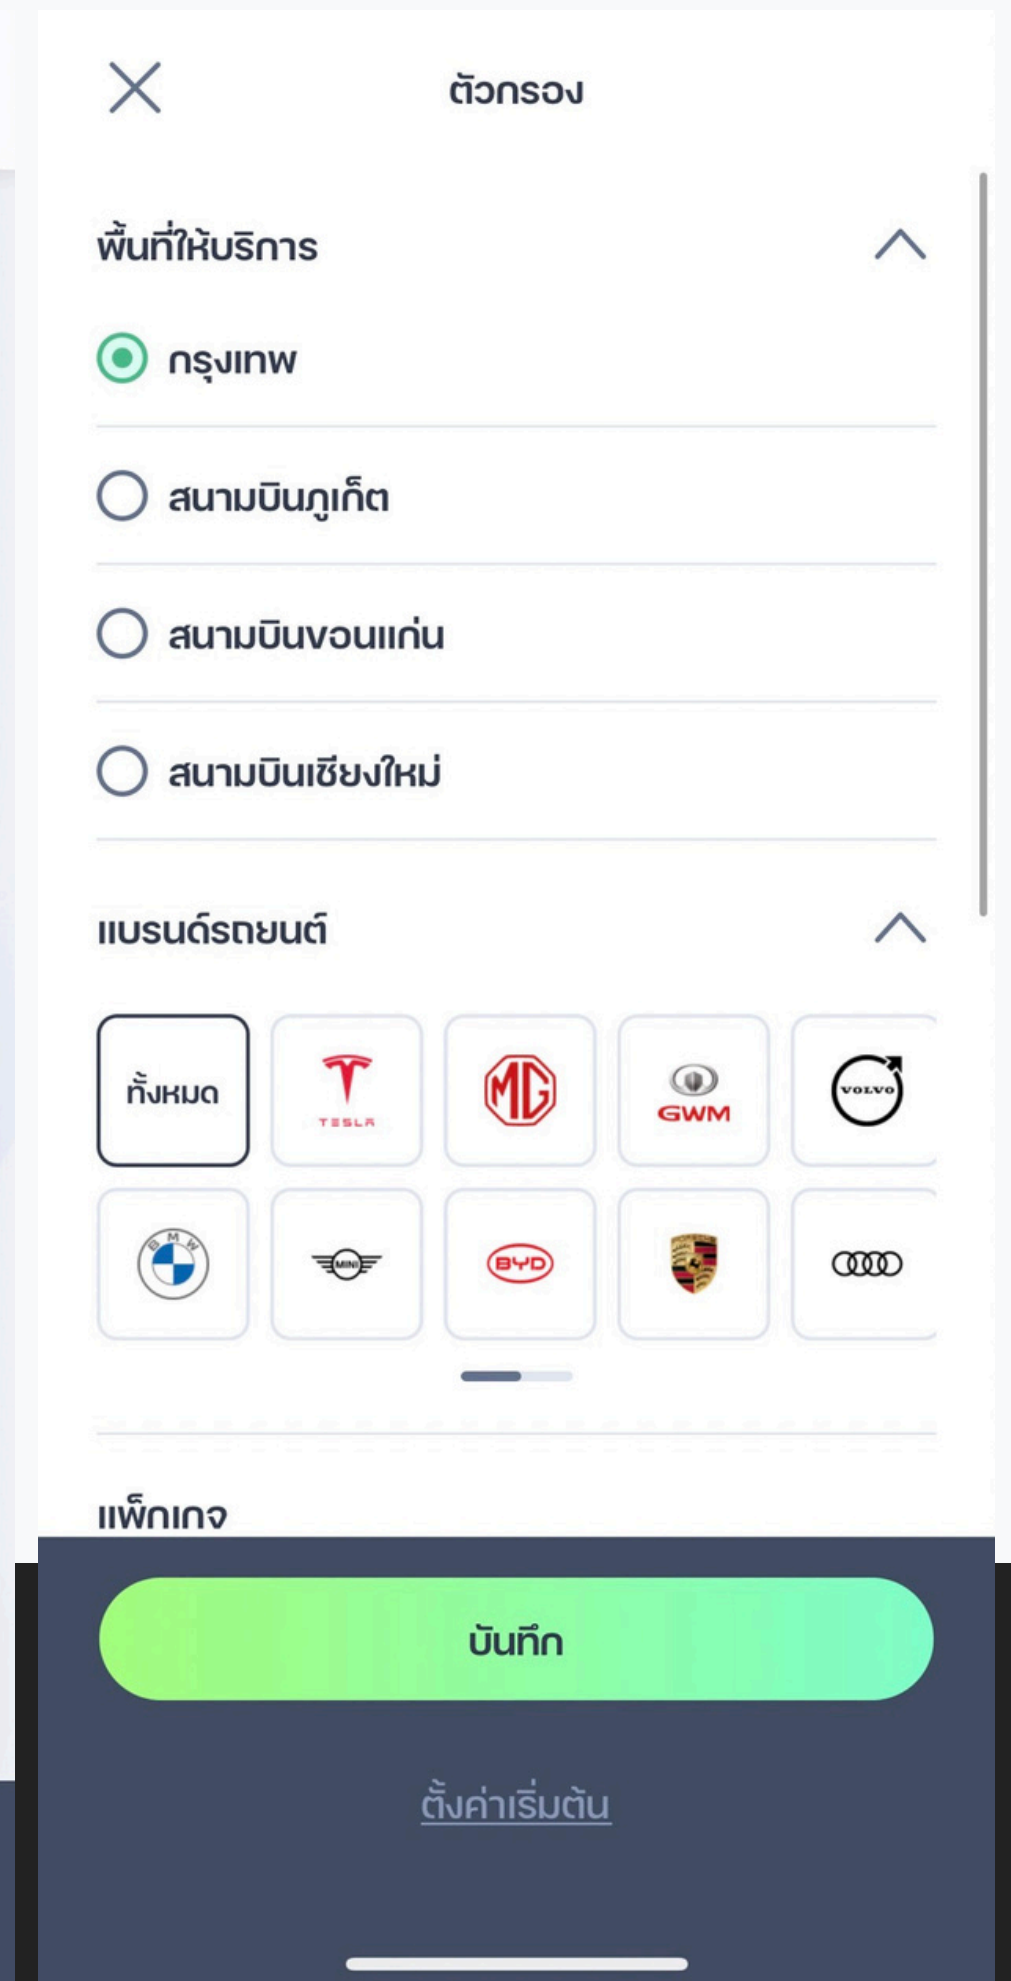 ตัวกรอง
พื้นที่ให้บริการ
กรุงเทพ
สนามบินภูเก็ต
สนามบินขอนแก่น
สนามบินเชียงใหม่
แบรนด์รถยนต์
ทั้งหมด
TESLA
MG
GWM
VOLVO
BMW
MINI
BYD
PORSCHE
แพ็กเกจ
บันทึก
ตั้งค่าเริ่มต้น